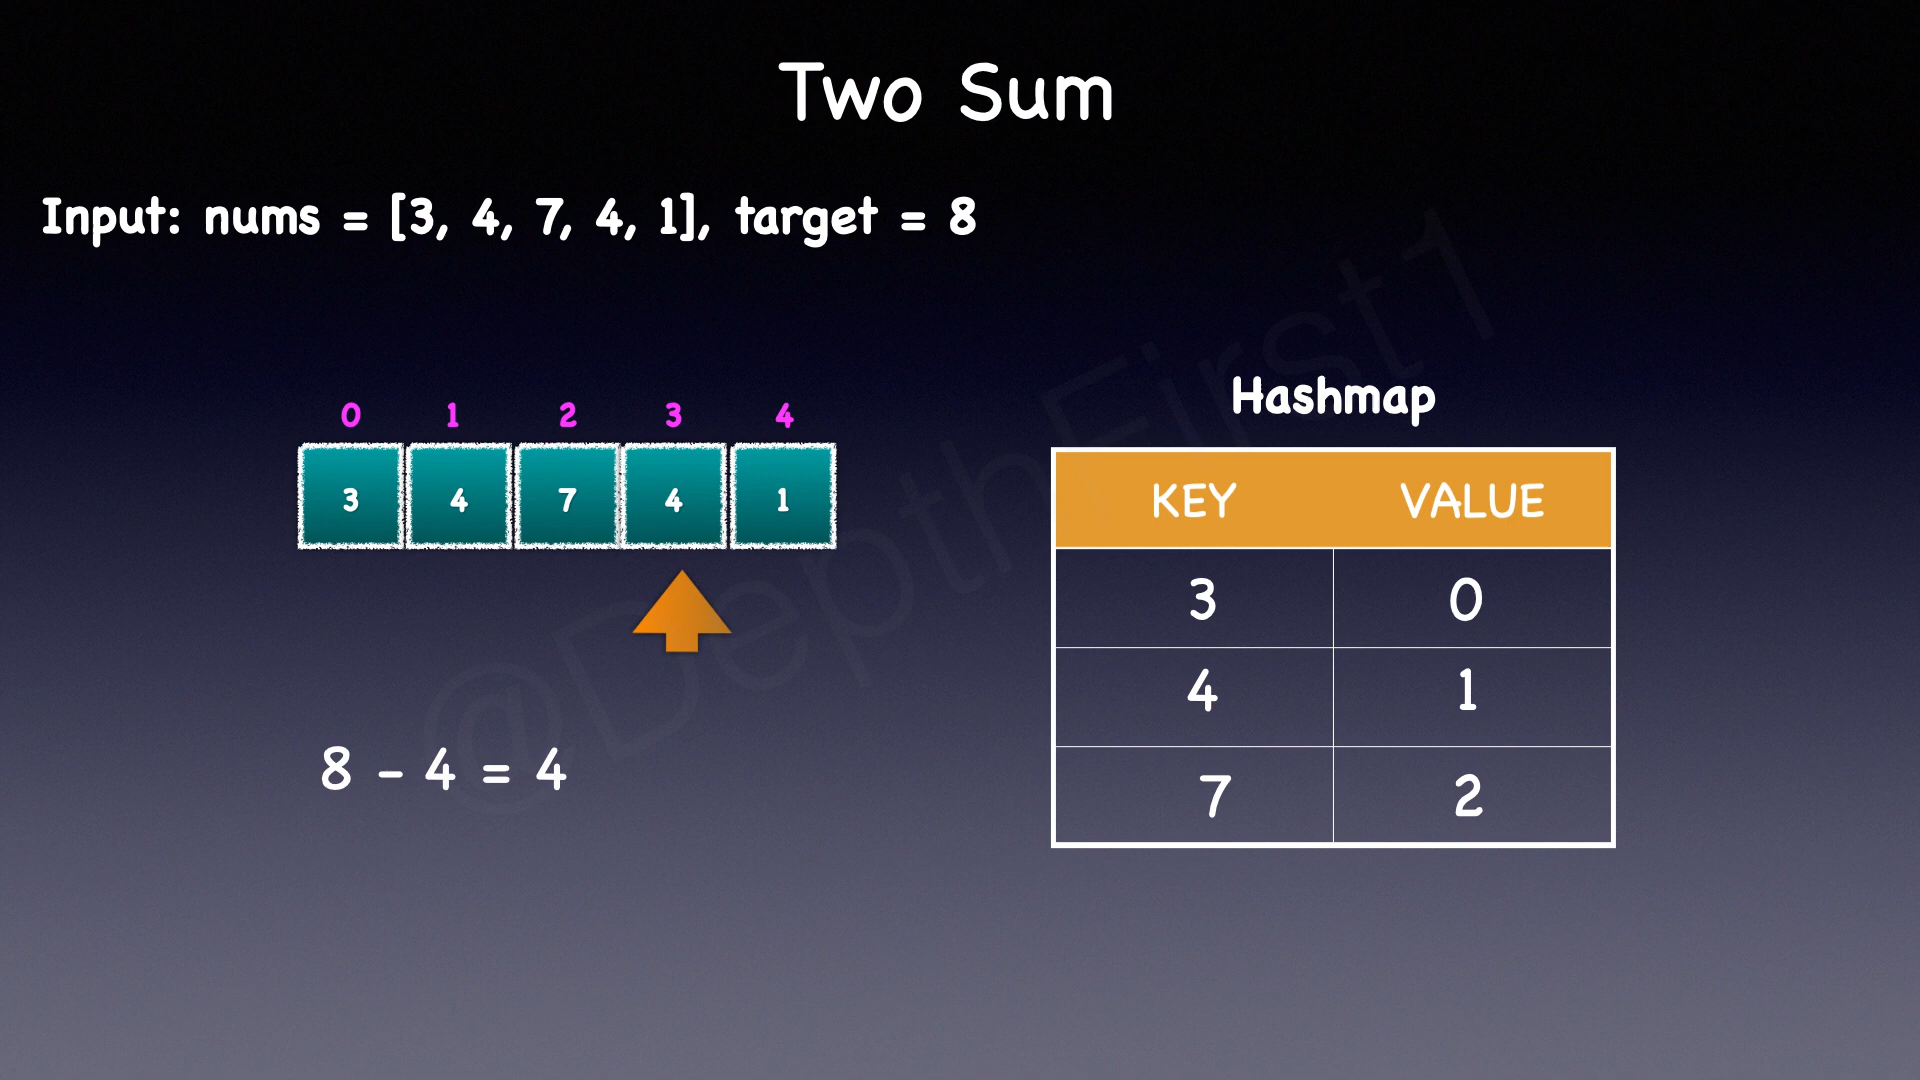 Two Sum
Input: nums = [3, 4, 7, 4, 1], target = 8
0 1 2 3 4
3 4 7 4 1
8 - 4 = 4
Hashmap
KEY VALUE
3 0
4 1
7 2
@DepthFirst1